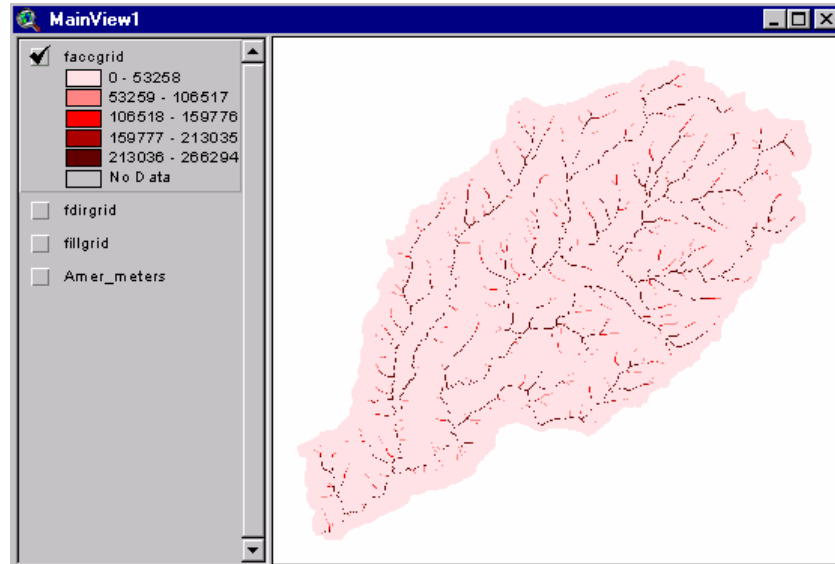 MainView1
faccgrid
0 - 53258
53259 - 106517
106518 - 159776
159777 - 213035
213036 - 266294
No Data
fdirgrid
fillgrid
Amer_meters